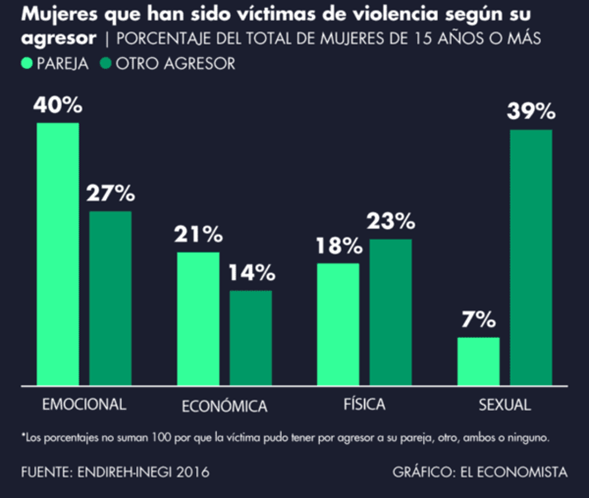 Mujeres que han sido víctimas de violencia según su
agresor | PORCENTAJE DEL TOTAL DE MUJERES DE 15 AÑOS O MÁS
PAREJA OTRO AGRESOR
40% 27% 21% 14% 18% 23% 7% 39%
EMOCIONAL ECONÓMICA FÍSICA SEXUAL
*Los porcentajes no suman 100 por que la víctima pudo tener por agresor a su pareja, otro, ambos o ninguno.
FUENTE: ENDIREH-INEGI 2016 GRÁFICO: EL ECONOMISTA